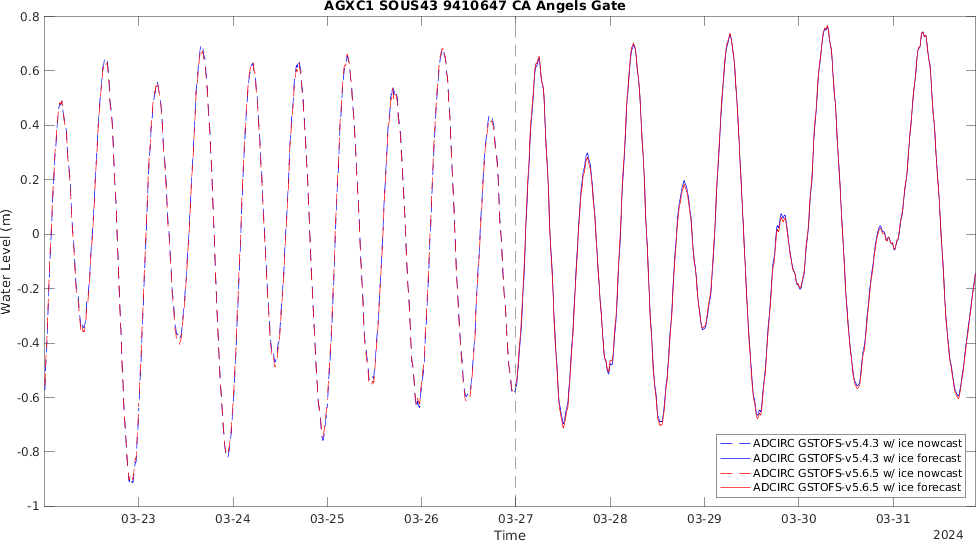 AGXC1 SOUS43 9410647 CA Angels Gate
0.8
0.6
0.4
0.2
0
-0.2
-0.4
-0.6
-0.8
-1
Water Level (m)
03-23
03-24
03-25
03-26
03-27
03-28
03-29
03-30
03-31
Time
2024
ADCIRC GSTOFS-v5.4.3 w/ ice nowcast
ADCIRC GSTOFS-v5.4.3 w/ ice forecast
ADCIRC GSTOFS-v5.6.5 w/ ice nowcast
ADCIRC GSTOFS-v5.6.5 w/ ice forecast